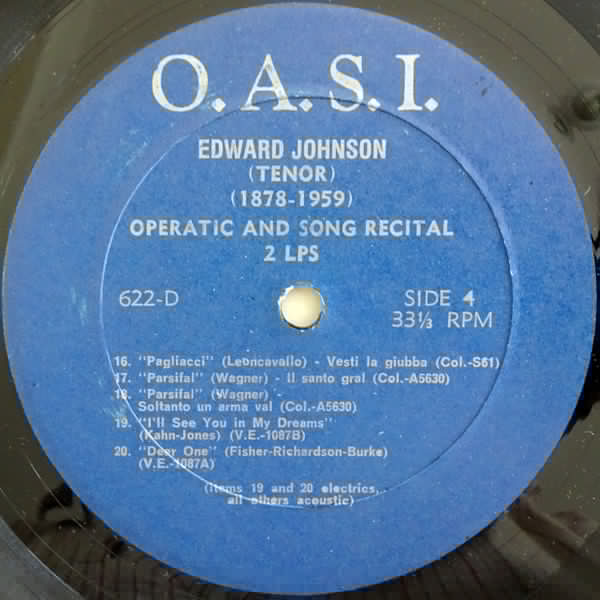 O.A.S.I.
EDWARD JOHNSON
(TENOR)
(1878-1959)
OPERATIC AND SONG RECITAL
2 LPS
622-D
SIDE 4
33⅓ RPM
16. "Pagliacci" (Leoncavallo) - Vesti la giubba (Col.-S61)
17. "Parsifal" (Wagner) - Il santo gral (Col.-A5630)
18. "Parsifal" (Wagner) -
Soltanto un arma val (Col.-A5630)
19. "I'll See You in My Dreams"
(Kahn-Jones) (V.E.-1087B)
20. "Deer One" (Fisher-Richardson-Burke)
(V.E.-1087A)
(items 19 and 20 electrics,
all others acoustic)